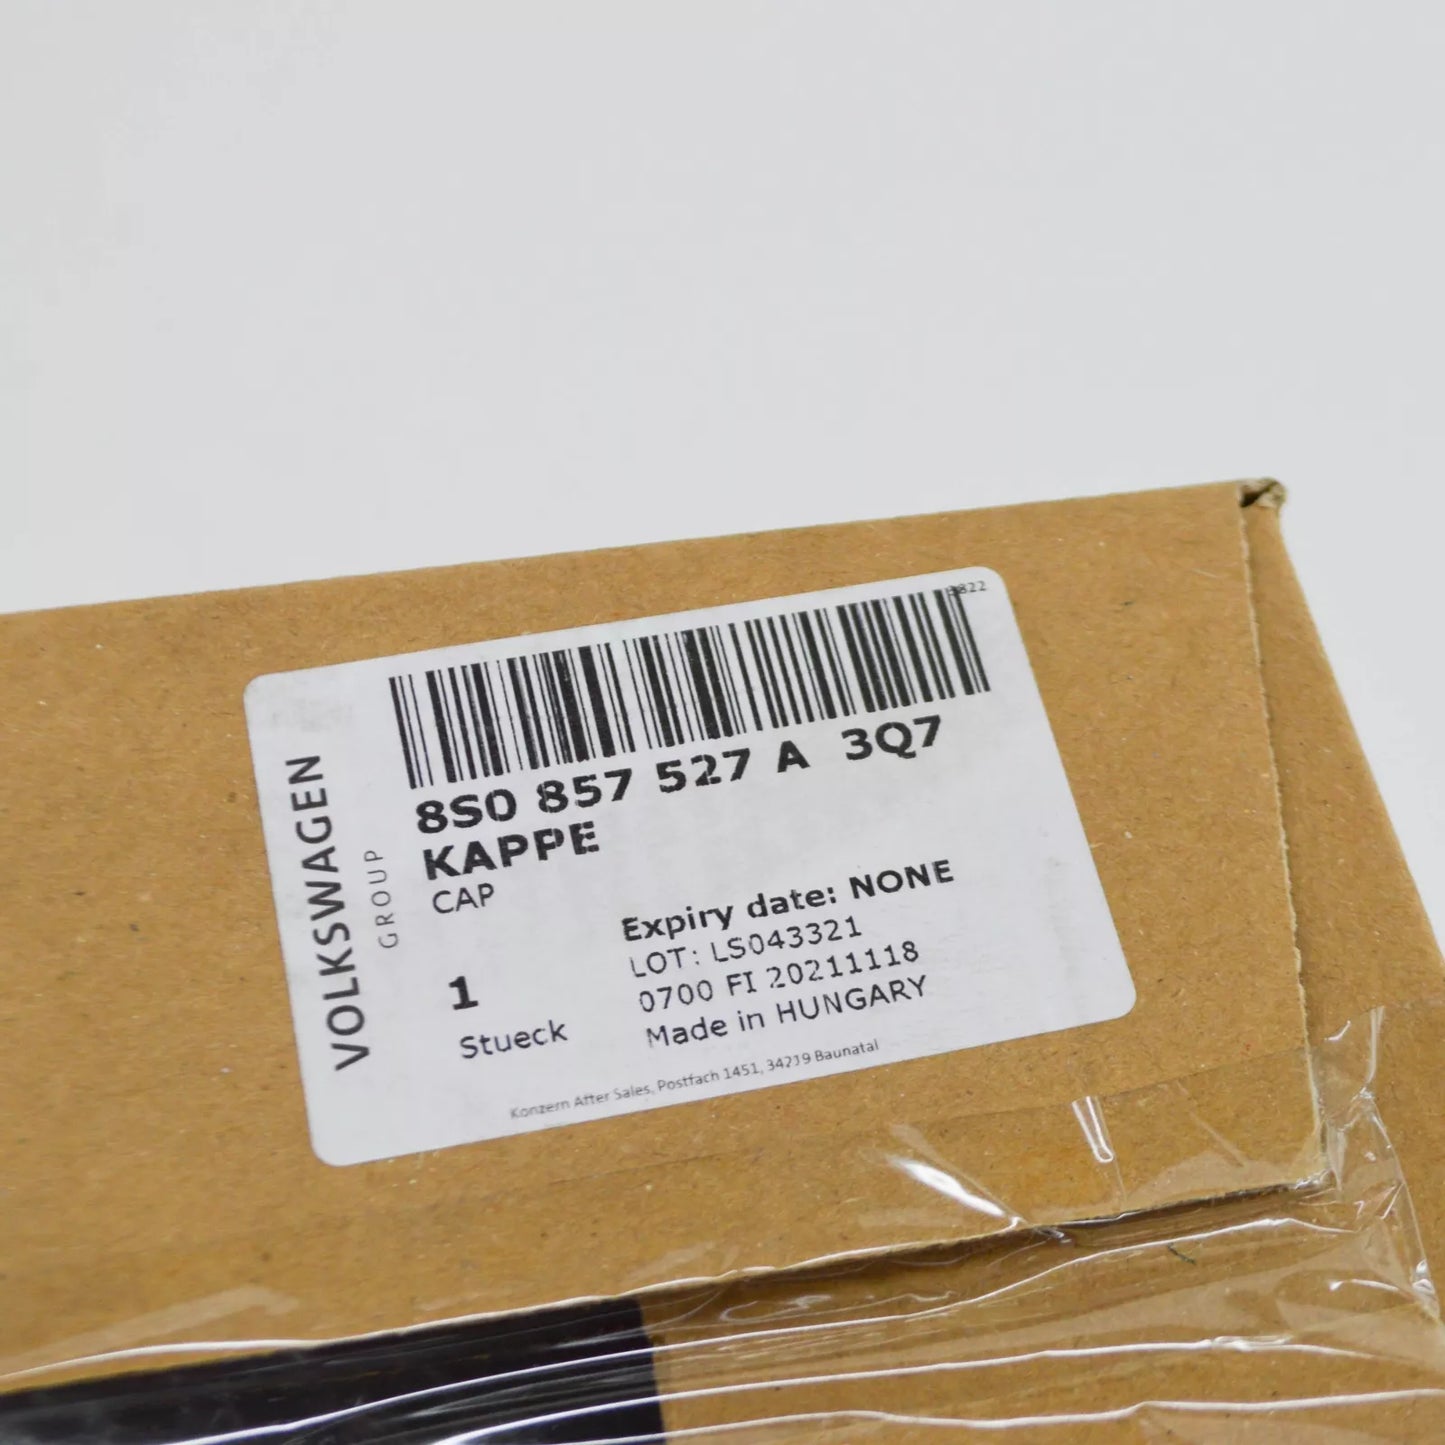 3822
8S0 857 527 A 3Q7
KAPPE
CAP
Expiry date: NONE
LOT: LS043321
0700 FI 20211118
Made in HUNGARY
1
Stueck
VOLKSWAGEN
GROUP
Konzern After Sales, Postfach 1451, 34219 Baunatal